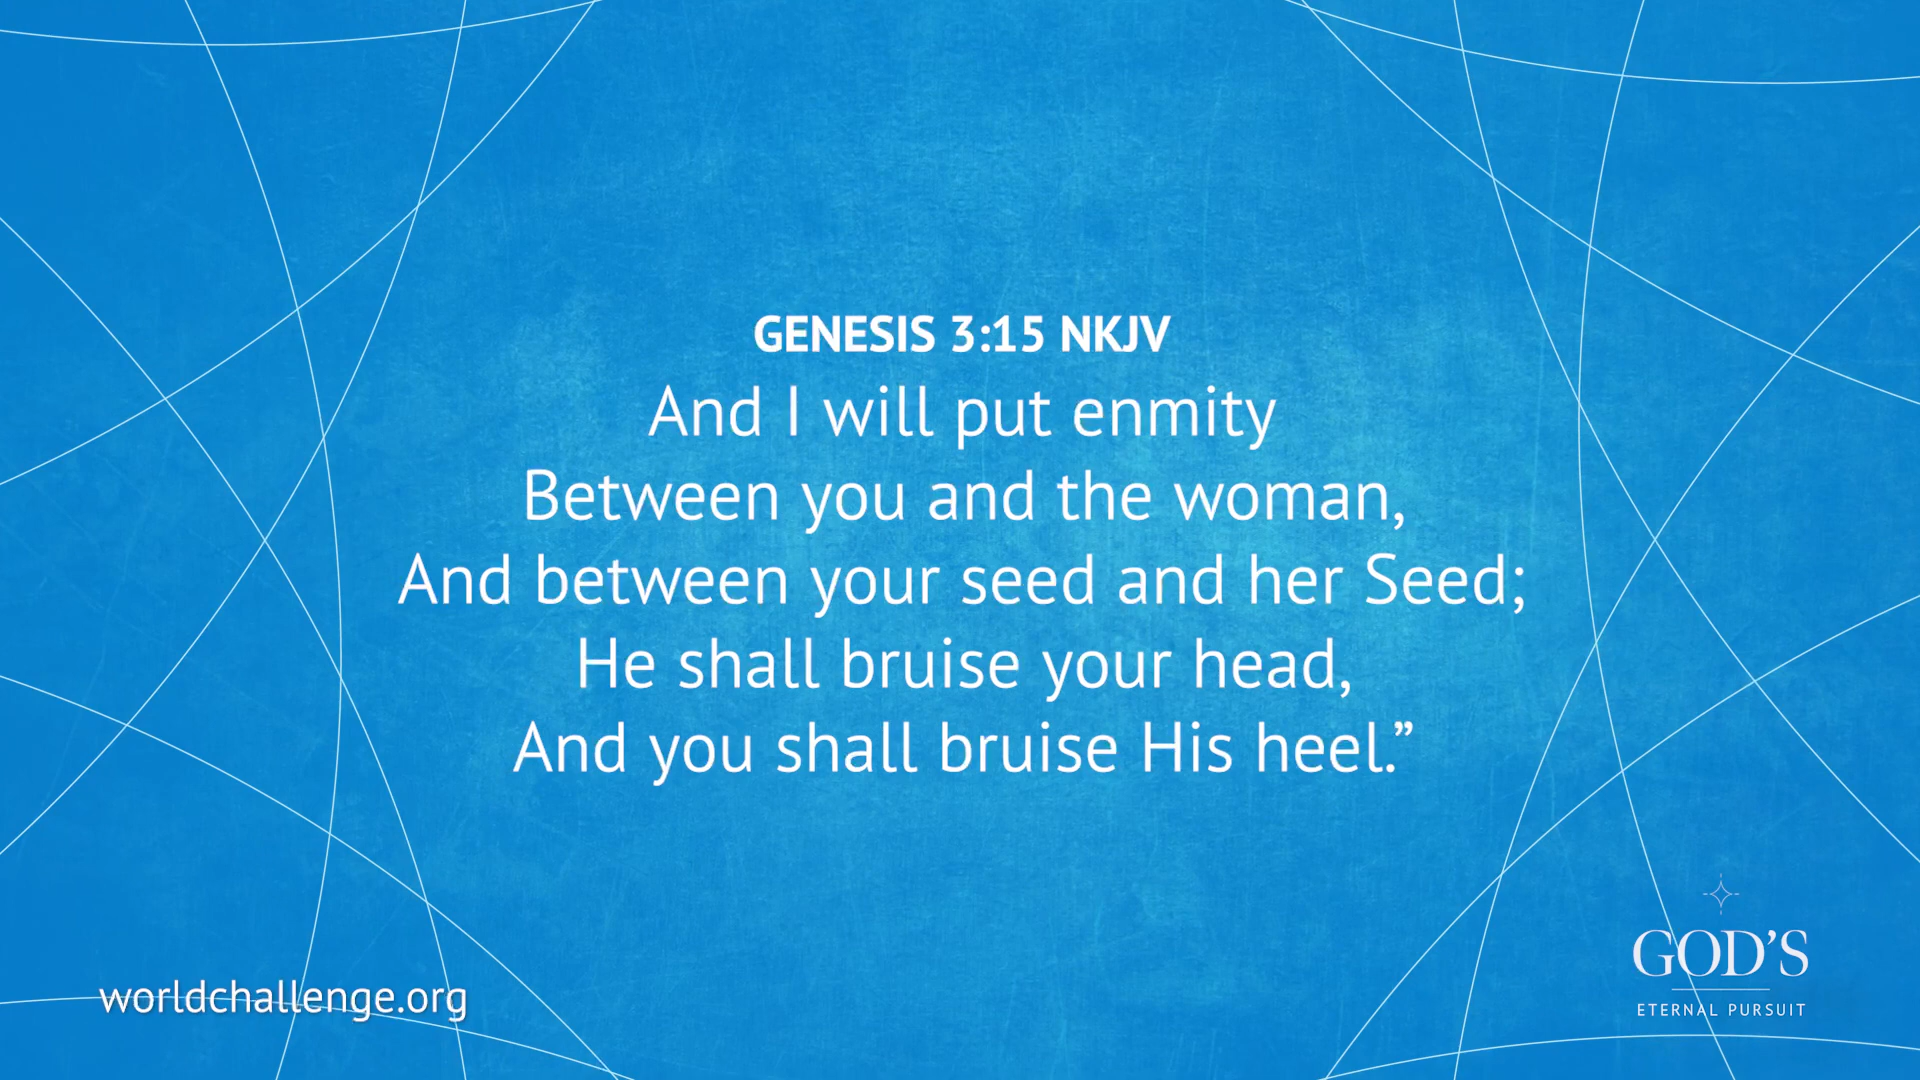 GENESIS 3:15 NKJV
And I will put enmity
Between you and the woman,
And between your seed and her Seed;
He shall bruise your head,
And you shall bruise His heel.”
worldchallenge.org
GOD’S
ETERNAL PURSUIT